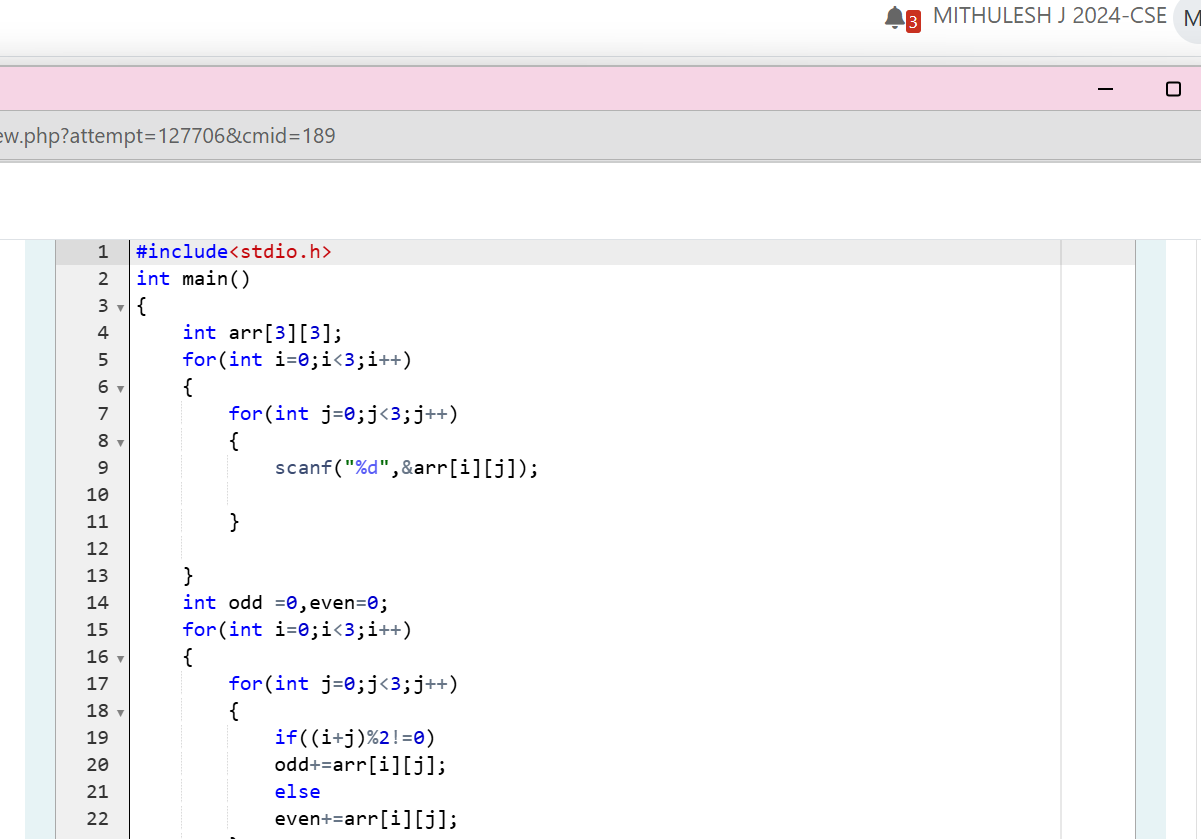 3 MITHULESH J 2024-CSE M
ew.php?attempt=127706&cmid=189
1 #include<stdio.h>
2 int main()
3 {
4 int arr[3][3];
5 for(int i=0;i<3;i++)
6 {
7 for(int j=0;j<3;j++)
8 {
9 scanf("%d",&arr[i][j]);
10
11 }
12
13 }
14 int odd =0,even=0;
15 for(int i=0;i<3;i++)
16 {
17 for(int j=0;j<3;j++)
18 {
19 if((i+j)%2!=0)
20 odd+=arr[i][j];
21 else
22 even+=arr[i][j];